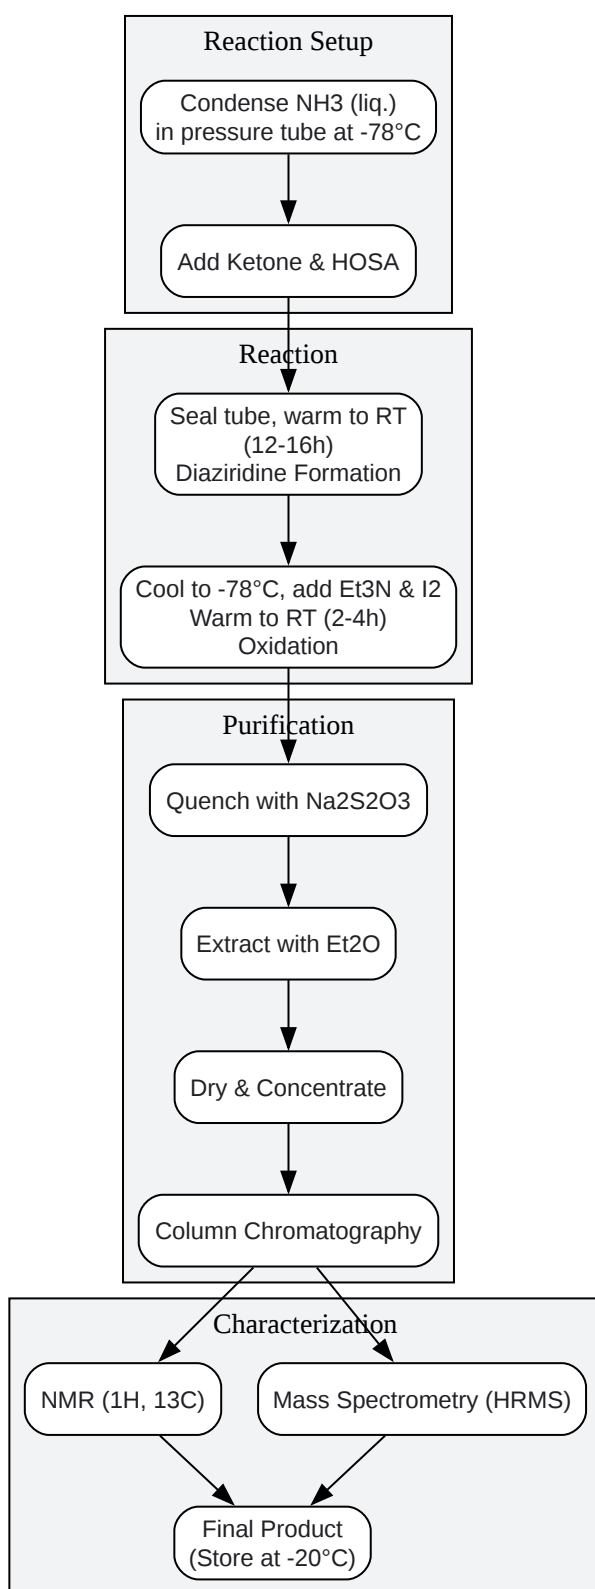 Reaction Setup
Condense NH3 (liq.)
in pressure tube at -78°C
Add Ketone & HOSA
Reaction
Seal tube, warm to RT
(12-16h)
Diaziridine Formation
Cool to -78°C, add Et3N & I2
Warm to RT (2-4h)
Oxidation
Purification
Quench with Na2S2O3
Extract with Et2O
Dry & Concentrate
Column Chromatography
Characterization
NMR (1H, 13C)
Mass Spectrometry (HRMS)
Final Product
(Store at -20°C)